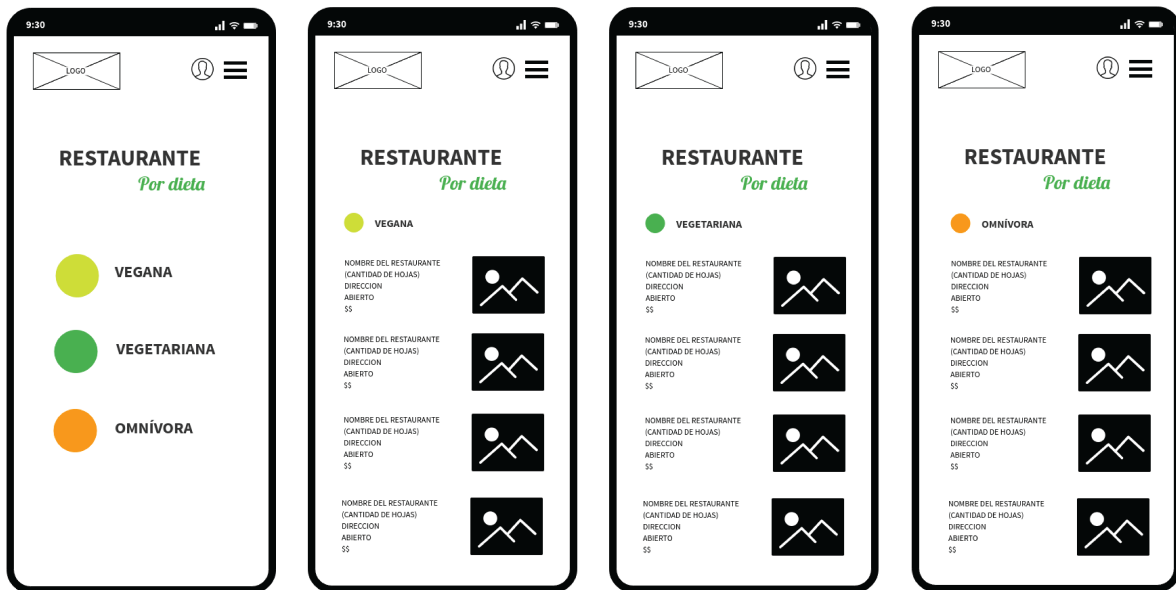 9:30
LOGO
RESTAURANTE
Por dieta
VEGANA
VEGETARIANA
OMNÍVORA
9:30
LOGO
RESTAURANTE
Por dieta
VEGANA
NOMBRE DEL RESTAURANTE
(CANTIDAD DE HOJAS)
DIRECCION
ABIERTO
$$
NOMBRE DEL RESTAURANTE
(CANTIDAD DE HOJAS)
DIRECCION
ABIERTO
$$
NOMBRE DEL RESTAURANTE
(CANTIDAD DE HOJAS)
DIRECCION
ABIERTO
$$
NOMBRE DEL RESTAURANTE
(CANTIDAD DE HOJAS)
DIRECCION
ABIERTO
$$
9:30
LOGO
RESTAURANTE
Por dieta
VEGETARIANA
NOMBRE DEL RESTAURANTE
(CANTIDAD DE HOJAS)
DIRECCION
ABIERTO
$$
NOMBRE DEL RESTAURANTE
(CANTIDAD DE HOJAS)
DIRECCION
ABIERTO
$$
NOMBRE DEL RESTAURANTE
(CANTIDAD DE HOJAS)
DIRECCION
ABIERTO
$$
NOMBRE DEL RESTAURANTE
(CANTIDAD DE HOJAS)
DIRECCION
ABIERTO
$$
9:30
LOGO
RESTAURANTE
Por dieta
OMNÍVORA
NOMBRE DEL RESTAURANTE
(CANTIDAD DE HOJAS)
DIRECCION
ABIERTO
$$
NOMBRE DEL RESTAURANTE
(CANTIDAD DE HOJAS)
DIRECCION
ABIERTO
$$
NOMBRE DEL RESTAURANTE
(CANTIDAD DE HOJAS)
DIRECCION
ABIERTO
$$
NOMBRE DEL RESTAURANTE
(CANTIDAD DE HOJAS)
DIRECCION
ABIERTO
$$